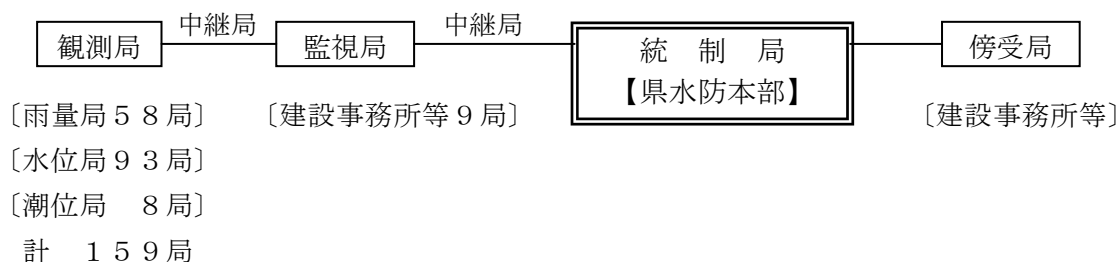 中継局 中継局
観測局 監視局 統 制 局 傍受局
【県水防本部】
〔雨量局58局〕 〔建設事務所等9局〕 〔建設事務所等〕
〔水位局93局〕
〔潮位局 8局〕
計 159局